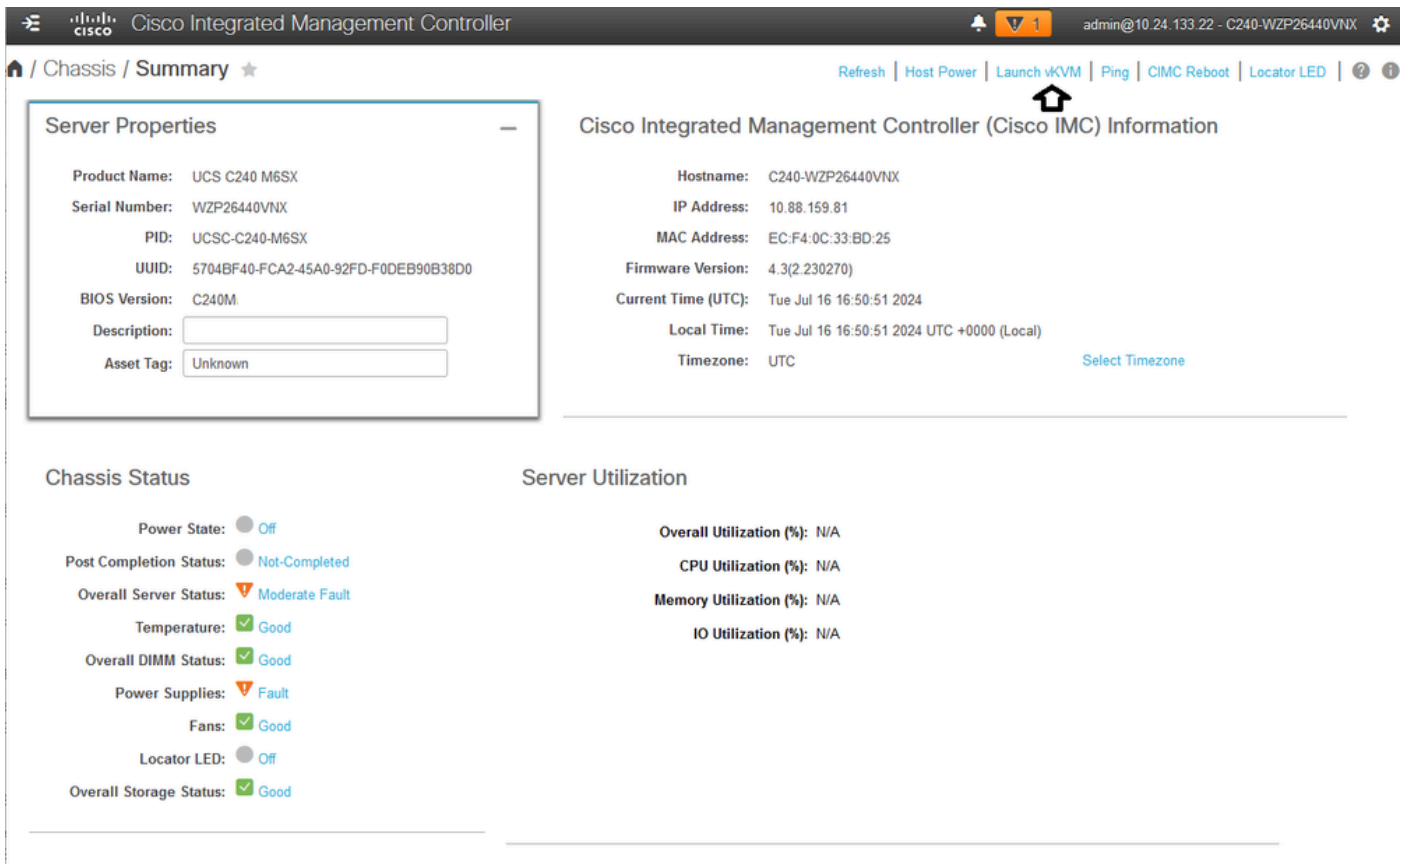 cisco Cisco Integrated Management Controller 1 admin@10.24.133.22 - C240-WZP26440VNX
/ Chassis / Summary Refresh | Host Power | Launch vKVM | Ping | CIMC Reboot | Locator LED |
Server Properties
Product Name: UCS C240 M6SX
Serial Number: WZP26440VNX
PID: UCSC-C240-M6SX
UUID: 5704BF40-FCA2-45A0-92FD-F0DEB90B38D0
BIOS Version: C240M
Description:
Asset Tag: Unknown
Cisco Integrated Management Controller (Cisco IMC) Information
Hostname: C240-WZP26440VNX
IP Address: 10.88.159.81
MAC Address: EC:F4:0C:33:BD:25
Firmware Version: 4.3(2.230270)
Current Time (UTC): Tue Jul 16 16:50:51 2024
Local Time: Tue Jul 16 16:50:51 2024 UTC +0000 (Local)
Timezone: UTC Select Timezone
Chassis Status
Power State: Off
Post Completion Status: Not-Completed
Overall Server Status: Moderate Fault
Temperature: Good
Overall DIMM Status: Good
Power Supplies: Fault
Fans: Good
Locator LED: Off
Overall Storage Status: Good
Server Utilization
Overall Utilization (%): N/A
CPU Utilization (%): N/A
Memory Utilization (%): N/A
IO Utilization (%): N/A